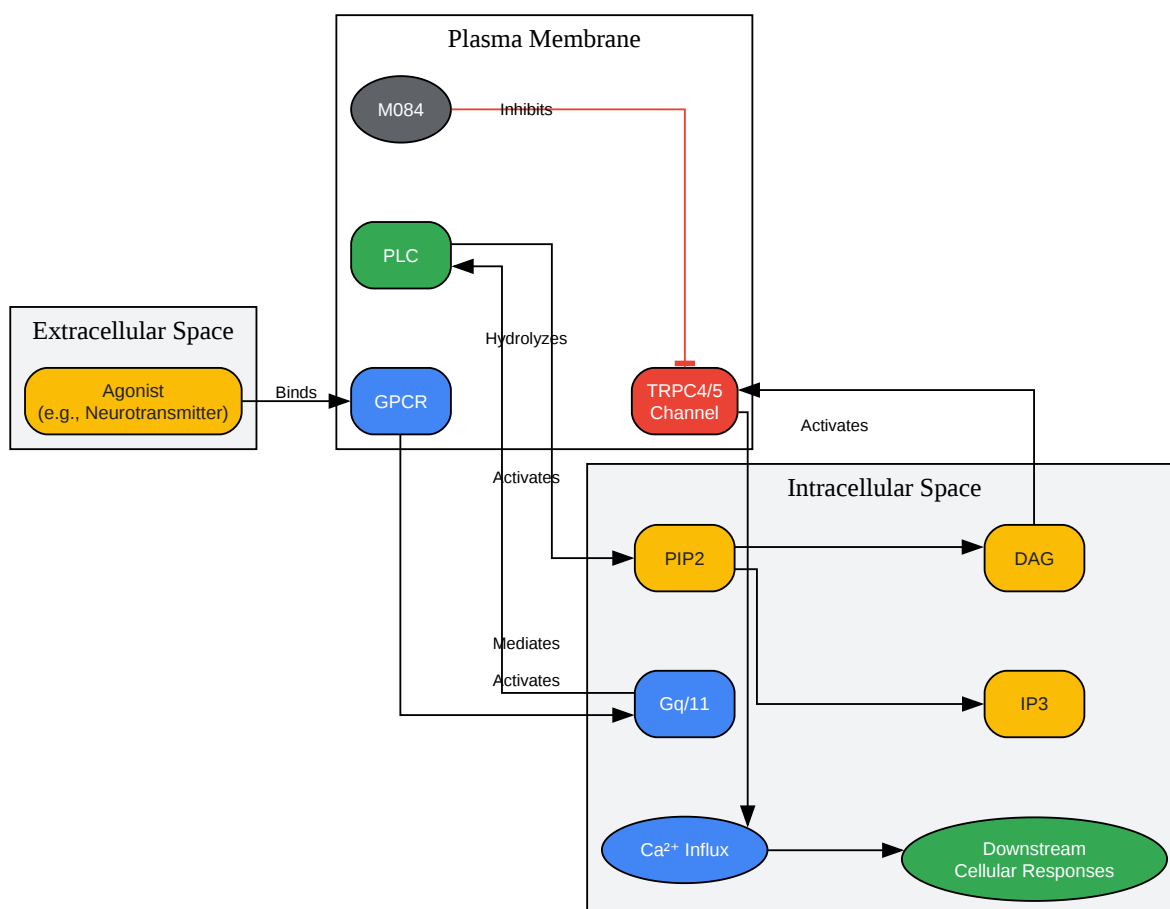 Plasma Membrane
M084
Inhibits
PLC
Extracellular Space
Hydrolyzes
Agonist
(e.g., Neurotransmitter)
Binds
GPCR
TRPC4/5
Channel
Activates
Activates
Intracellular Space
PIP2
DAG
Mediates
Activates
Gq/11
IP3
Ca²⁺ Influx
Downstream
Cellular Responses